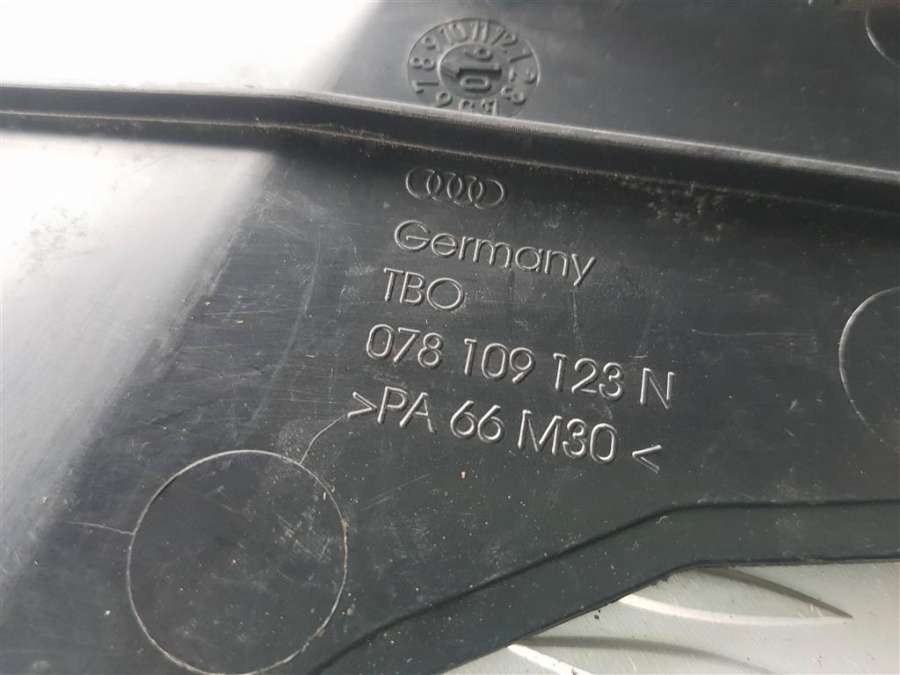 Germany
TBO
078 109 123 N
>PA 66 M30<